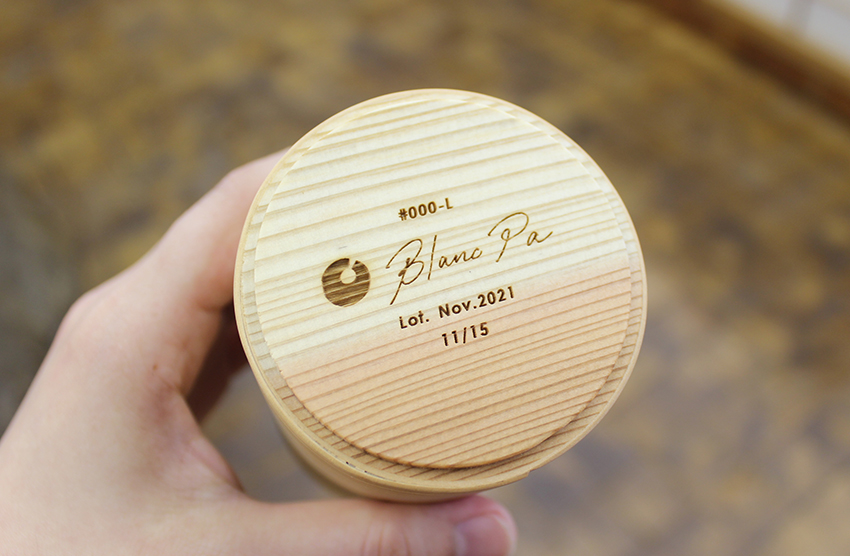 #000-L
Blanc Pa
Lot. Nov.2021
11/15